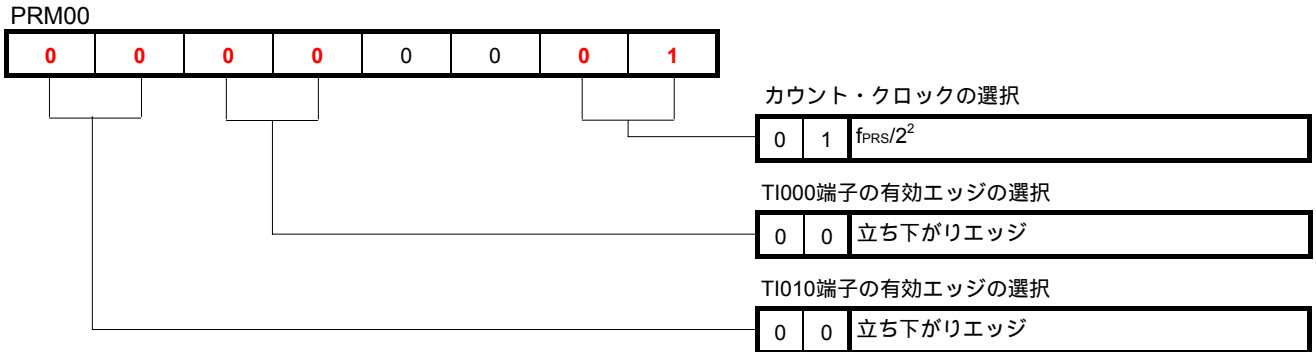 PRM00
0 0 0 0 0 0 0 1
カウント・クロックの選択
0 1 fPRS/2²
TI000端子の有効エッジの選択
0 0 立ち下がりエッジ
TI010端子の有効エッジの選択
0 0 立ち下がりエッジ